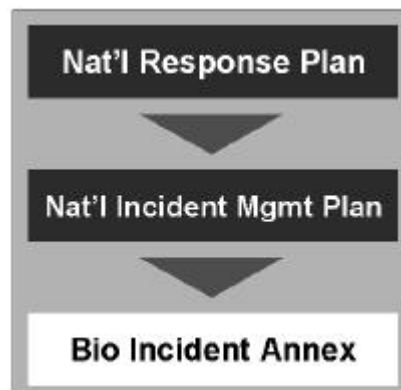 Nat'l Response Plan
Nat'l Incident Mgmt Plan
Bio Incident Annex